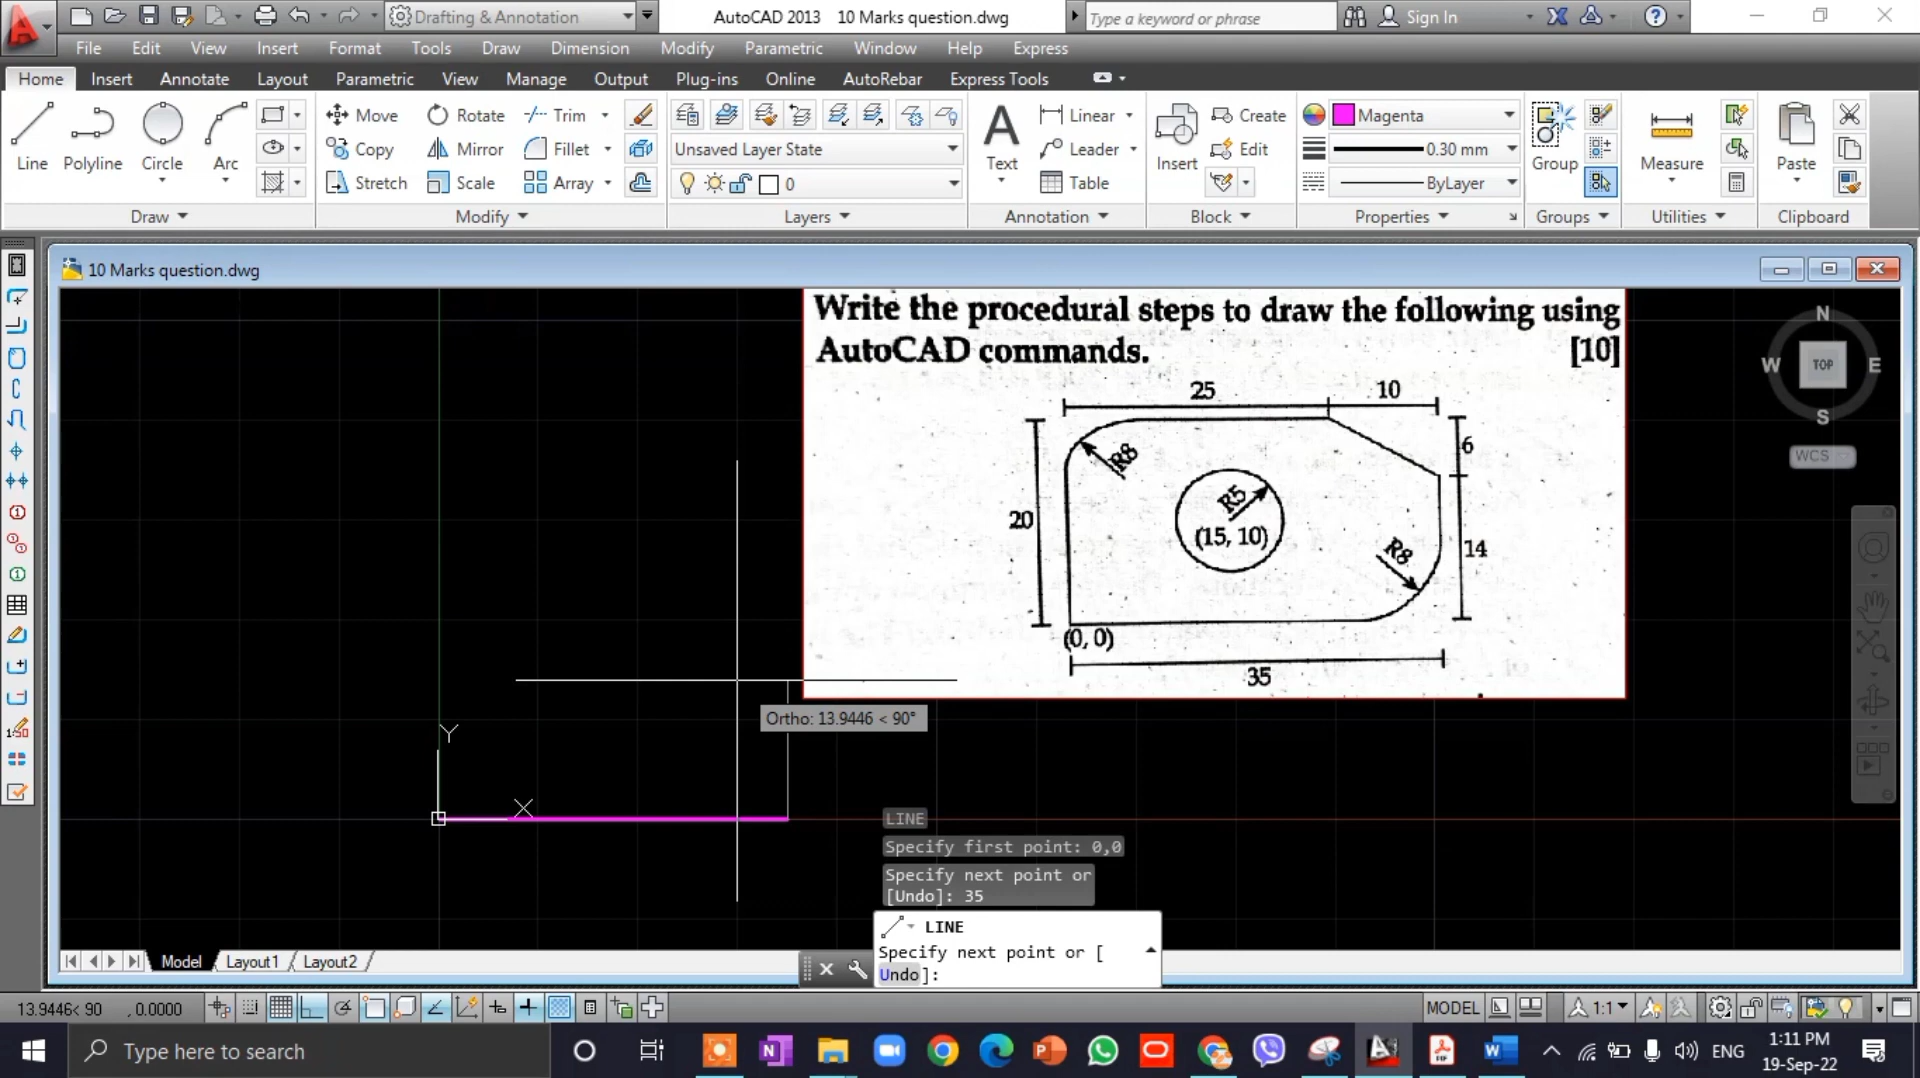 Drafting & Annotation
AutoCAD 2013 10 Marks question.dwg
Type a keyword or phrase
Sign In
File Edit View Insert Format Tools Draw Dimension Modify Parametric Window Help Express
Home Insert Annotate Layout Parametric View Manage Output Plug-ins Online AutoRebar Express Tools
Line Polyline Circle Arc
Move Rotate Trim
Copy Mirror Fillet
Stretch Scale Array
Unsaved Layer State
0
Text
Linear
Leader
Table
Insert
Create
Edit
Magenta
0.30 mm
ByLayer
Group
Measure
Paste
Draw Modify Layers Annotation Block Properties Groups Utilities Clipboard
10 Marks question.dwg
Write the procedural steps to draw the following using
AutoCAD commands. [10]
25 10
6
R8
R5
20
(15, 10)
R8
14
(0, 0)
35
N
W TOP E
S
WCS
Ortho: 13.9446 < 90°
Y
X
LINE
Specify first point: 0,0
Specify next point or
[Undo]: 35
LINE
Specify next point or [
Undo]:
Model Layout1 Layout2
13.9446< 90 , 0.0000
MODEL
1:1
Type here to search
ENG
1:11 PM
19-Sep-22